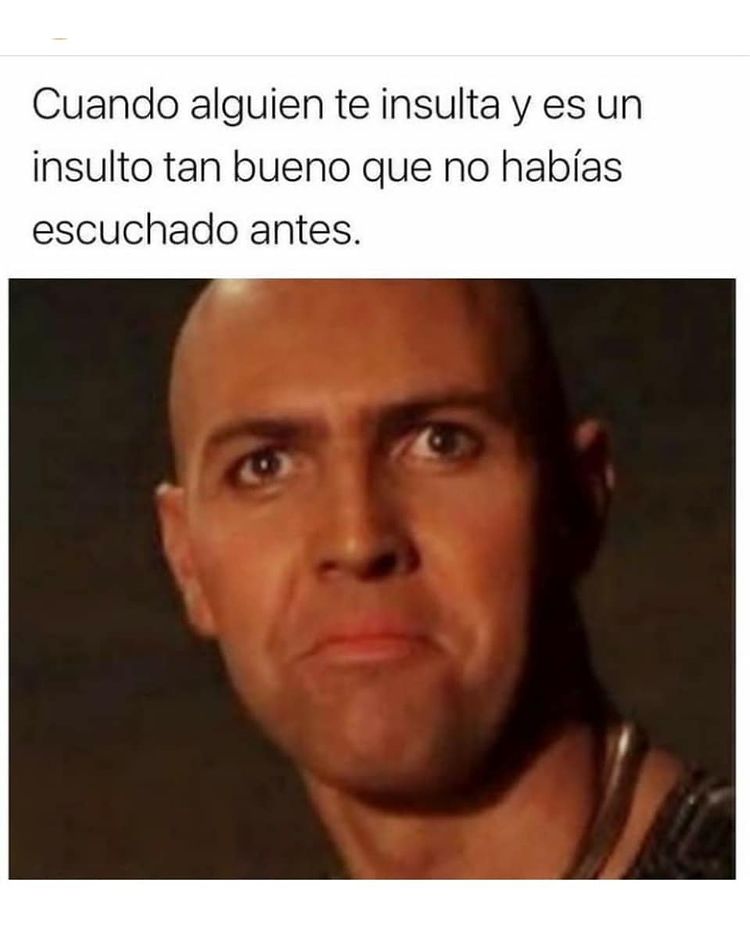 Cuando alguien te insulta y es un
insulto tan bueno que no habías
escuchado antes.